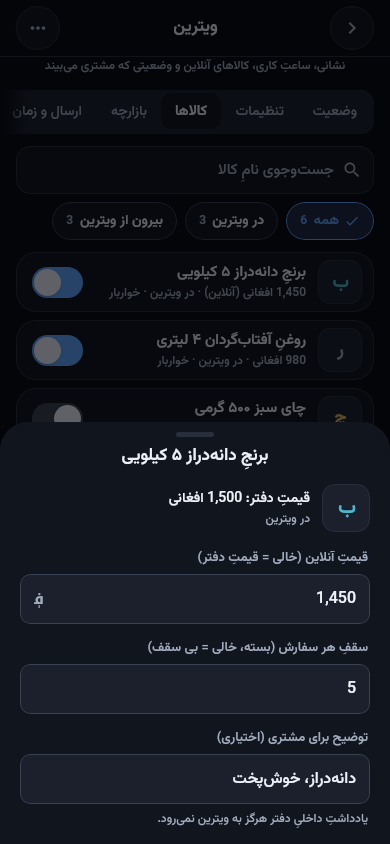 ویترین
نشانی، ساعتِ کاری، کالاهای آنلاین و وضعیتی که مشتری می‌بیند
وضعیت
تنظیمات
کالاها
بازارچه
ارسال و زمان
جست‌وجوی نامِ کالا
همه 6
در ویترین 3
بیرون از ویترین 3
ب
برنجِ دانه‌دراز ۵ کیلویی
1,450 افغانی (آنلاین) · در ویترین · خواربار
ر
روغنِ آفتاب‌گردان ۴ لیتری
980 افغانی · در ویترین · خواربار
چ
چای سبز ۵۰۰ گرمی
برنجِ دانه‌دراز ۵ کیلویی
ب
قیمتِ دفتر: 1,500 افغانی
در ویترین
قیمتِ آنلاین (خالی = قیمتِ دفتر)
1,450
؋
سقفِ هر سفارش (بسته، خالی = بی سقف)
5
توضیح برای مشتری (اختیاری)
دانه‌دراز، خوش‌پخت
یادداشتِ داخلیِ دفتر هرگز به ویترین نمی‌رود.